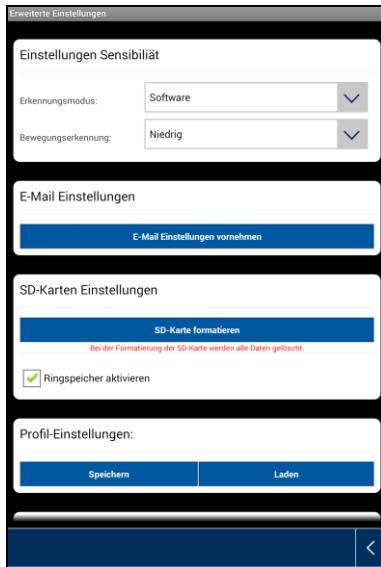 Erweiterte Einstellungen
Einstellungen Sensibiliät
Erkennungsmodus:
Software
Bewegungserkennung:
Niedrig
E-Mail Einstellungen
E-Mail Einstellungen vornehmen
SD-Karten Einstellungen
SD-Karte formatieren
Bei der Formatierung der SD-Karte werden alle Daten gelöscht.
Ringspeicher aktivieren
Profil-Einstellungen:
Speichern
Laden